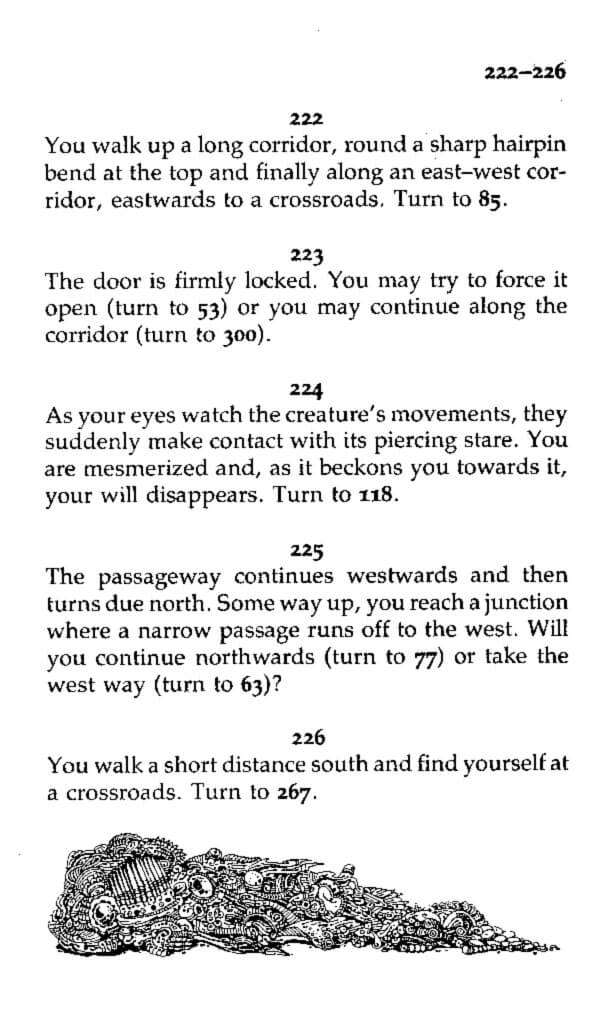 222–226
222
You walk up a long corridor, round a sharp hairpin
bend at the top and finally along an east–west cor-
ridor, eastwards to a crossroads. Turn to 85.
223
The door is firmly locked. You may try to force it
open (turn to 53) or you may continue along the
corridor (turn to 300).
224
As your eyes watch the creature's movements, they
suddenly make contact with its piercing stare. You
are mesmerized and, as it beckons you towards it,
your will disappears. Turn to 118.
225
The passageway continues westwards and then
turns due north. Some way up, you reach a junction
where a narrow passage runs off to the west. Will
you continue northwards (turn to 77) or take the
west way (turn to 63)?
226
You walk a short distance south and find yourself at
a crossroads. Turn to 267.